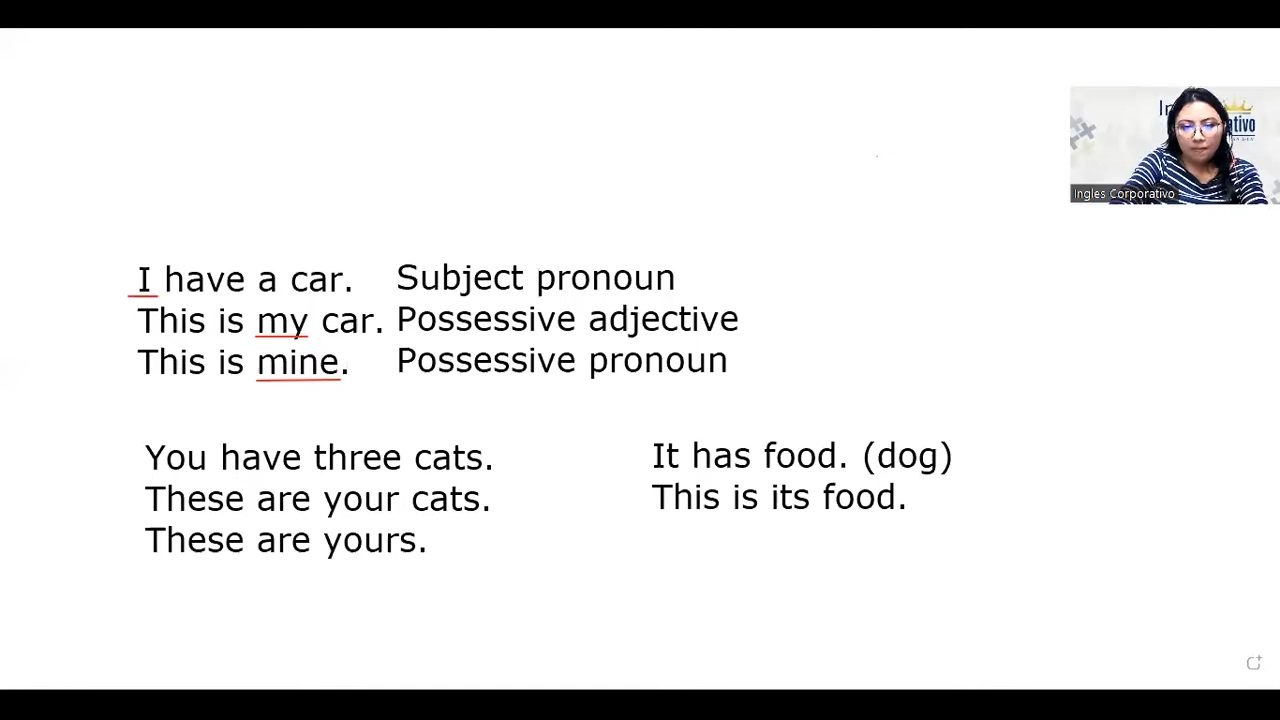 I have a car. Subject pronoun
This is my car. Possessive adjective
This is mine. Possessive pronoun
You have three cats.
These are your cats.
These are yours.
It has food. (dog)
This is its food.
Ingles Corporativo